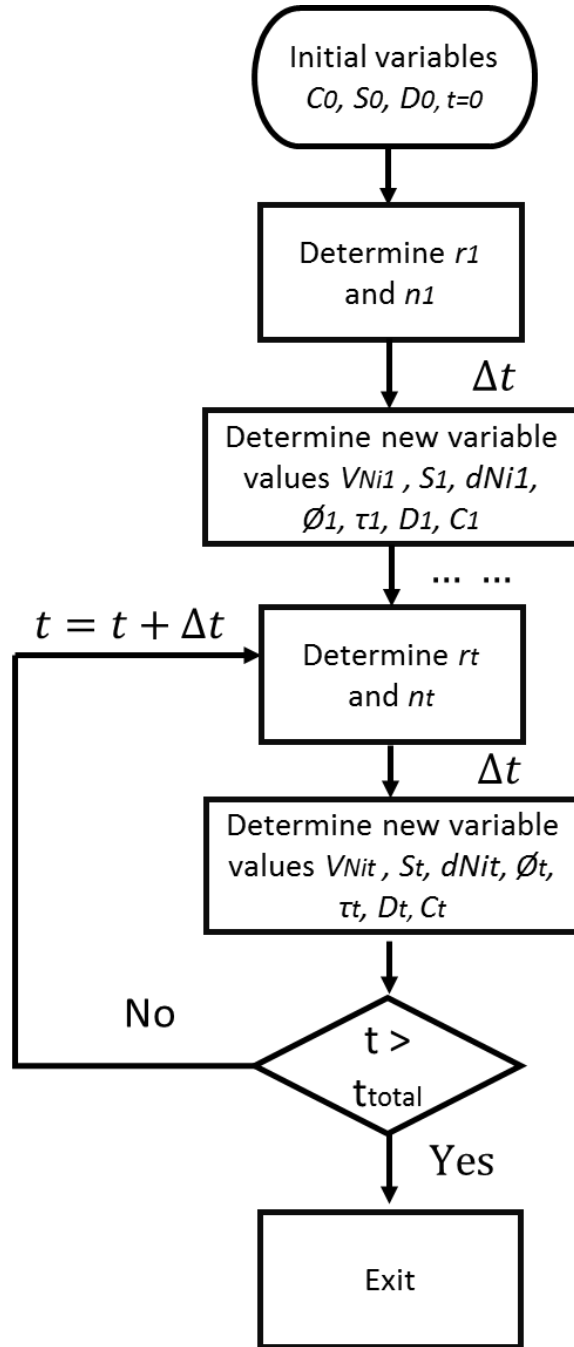 Initial variables
C0, S0, D0, t=0
Determine r1
and n1
Δt
Determine new variable
values VNi1 , S1, dNi1,
Ø1, τ1, D1, C1
... ...
t = t + Δt
Determine rt
and nt
Δt
Determine new variable
values VNit , St, dNit, Øt,
τt, Dt, Ct
No
t >
ttotal
Yes
Exit